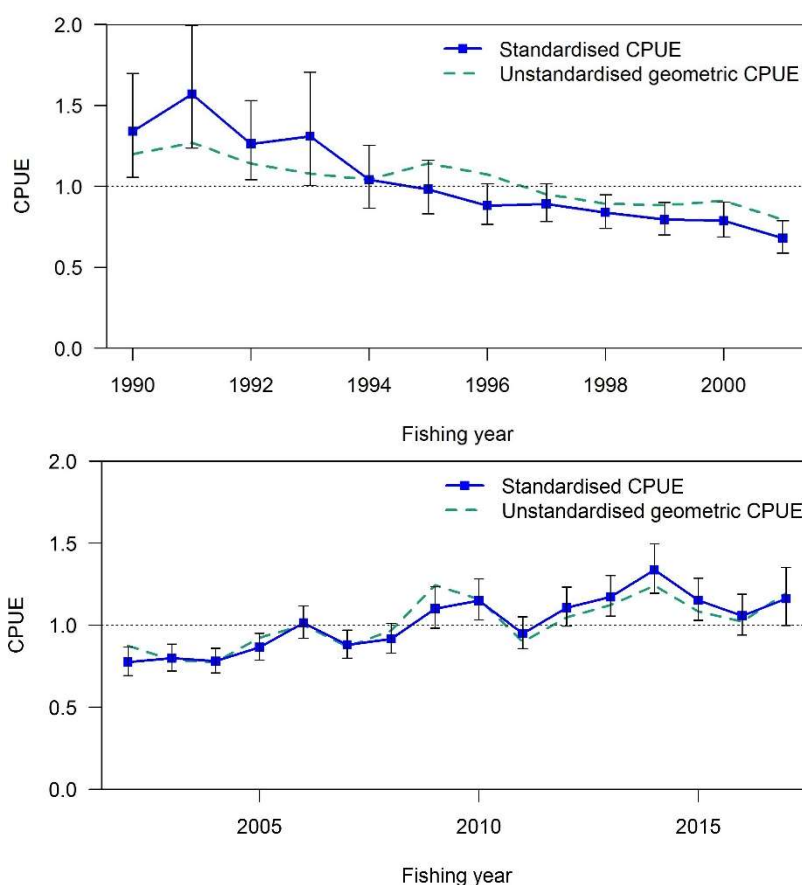 2.0
Standardised CPUE
Unstandardised geometric CPUE
1.5
CPUE
1.0
0.5
0.0
1990 1992 1994 1996 1998 2000
Fishing year
2.0
Standardised CPUE
Unstandardised geometric CPUE
1.5
CPUE
1.0
0.5
0.0
2005 2010 2015
Fishing year